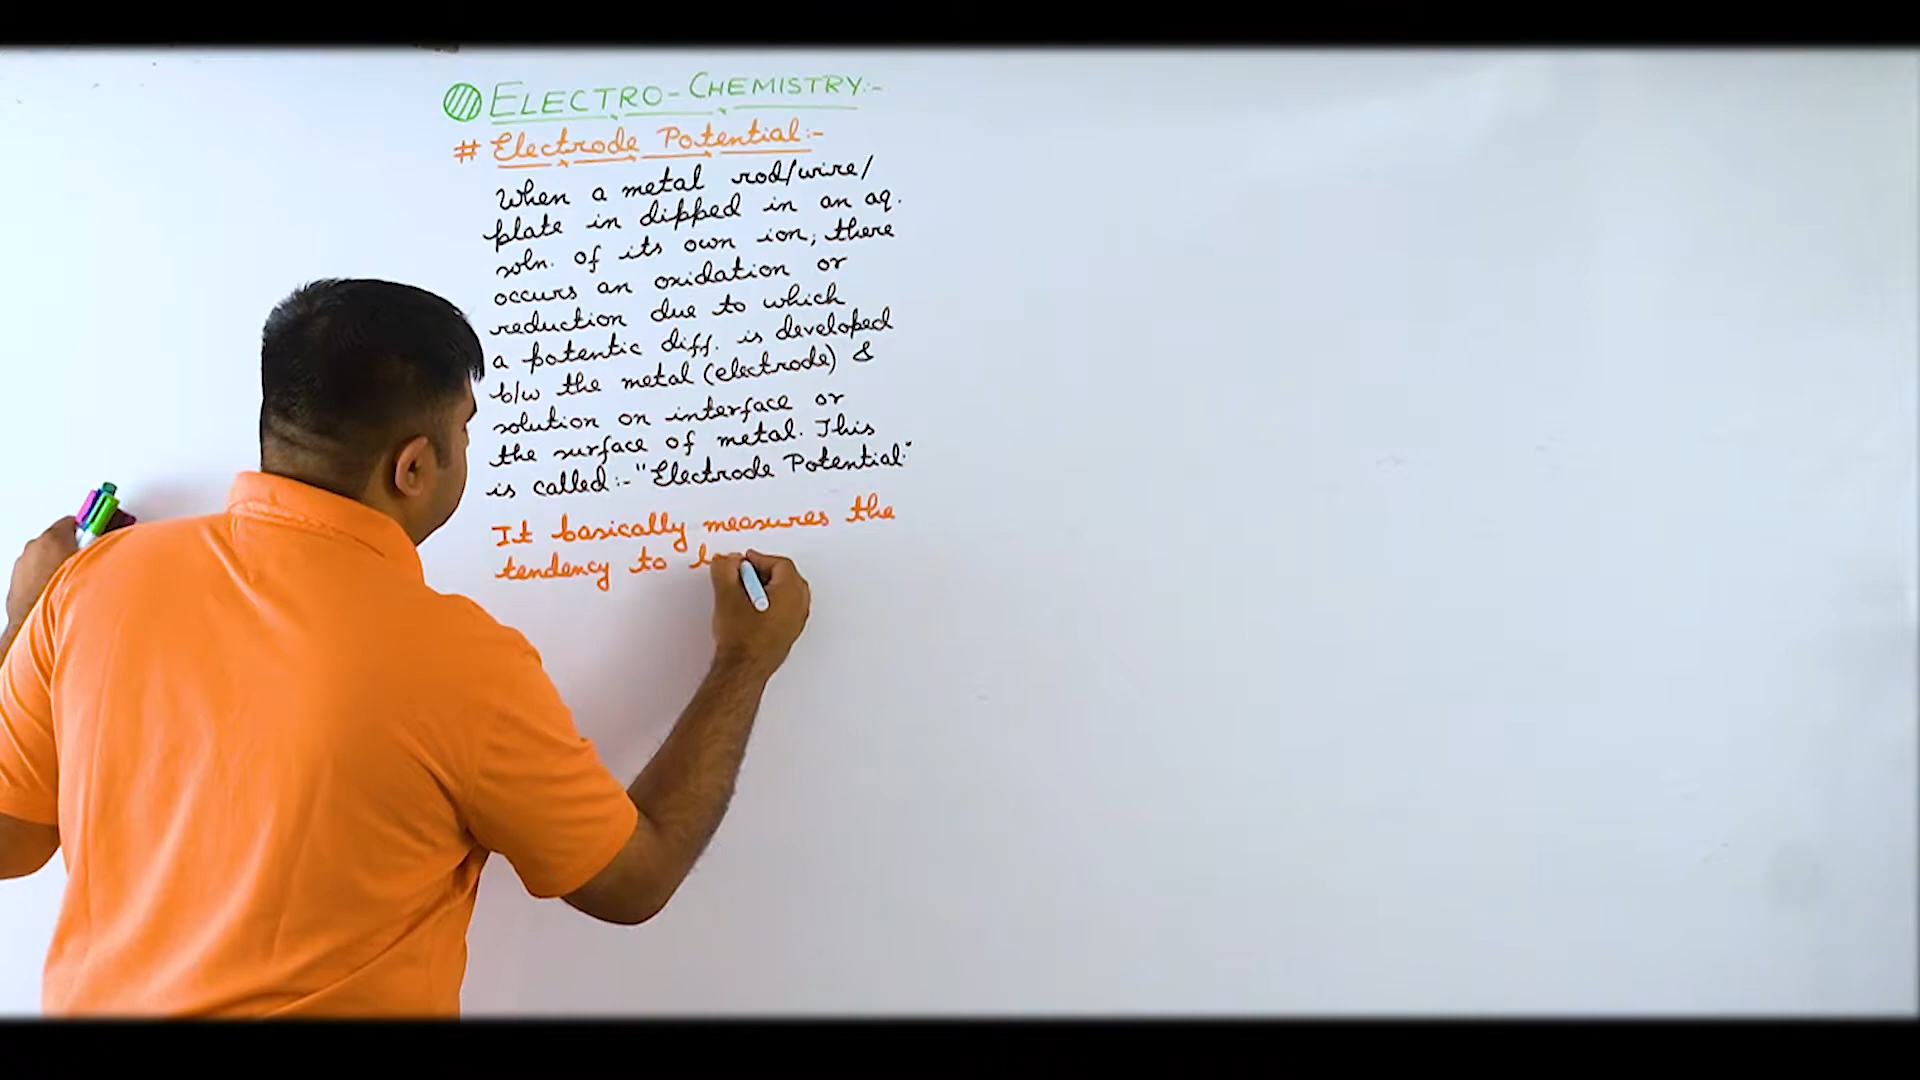 ELECTRO-CHEMISTRY:-
# Electrode Potential:-
When a metal rod/wire/
plate in dipped in an aq.
soln. of its own ion, there
occurs an oxidation or
reduction due to which
a potentic diff. is developed
b/w the metal (electrode) &
solution on interface or
the surface of metal. This
is called:- "Electrode Potential."
It basically measures the
tendency to